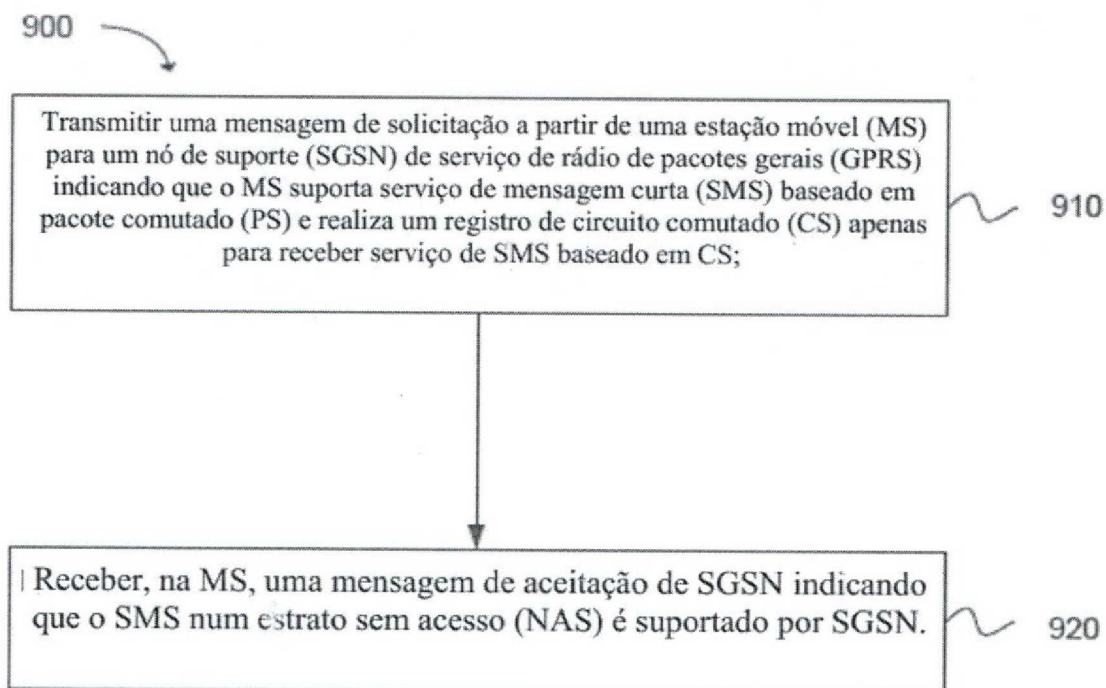 900
Transmitir uma mensagem de solicitação a partir de uma estação móvel (MS)
para um nó de suporte (SGSN) de serviço de rádio de pacotes gerais (GPRS)
indicando que o MS suporta serviço de mensagem curta (SMS) baseado em
pacote comutado (PS) e realiza um registro de circuito comutado (CS) apenas
para receber serviço de SMS baseado em CS;
910
Receber, na MS, uma mensagem de aceitação de SGSN indicando
que o SMS num estrato sem acesso (NAS) é suportado por SGSN.
920